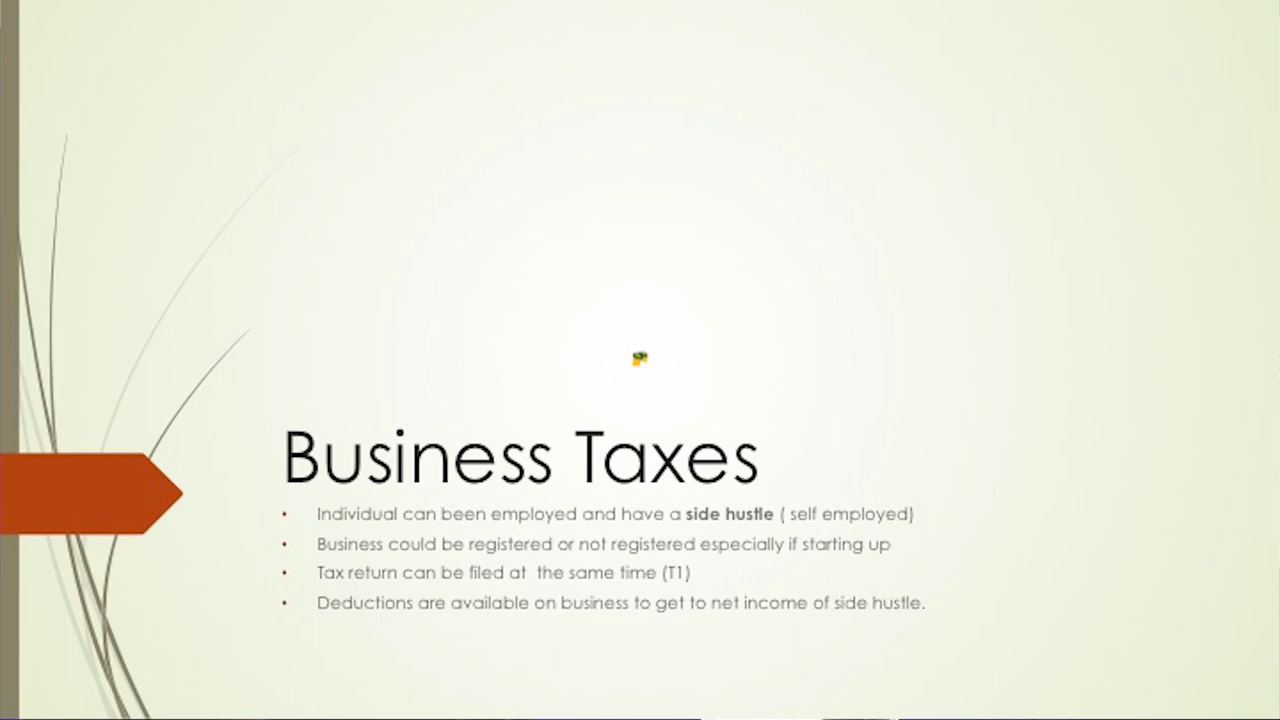 Business Taxes
• Individual can been employed and have a side hustle ( self employed)
• Business could be registered or not registered especially if starting up
• Tax return can be filed at  the same time (T1)
• Deductions are available on business to get to net income of side hustle.